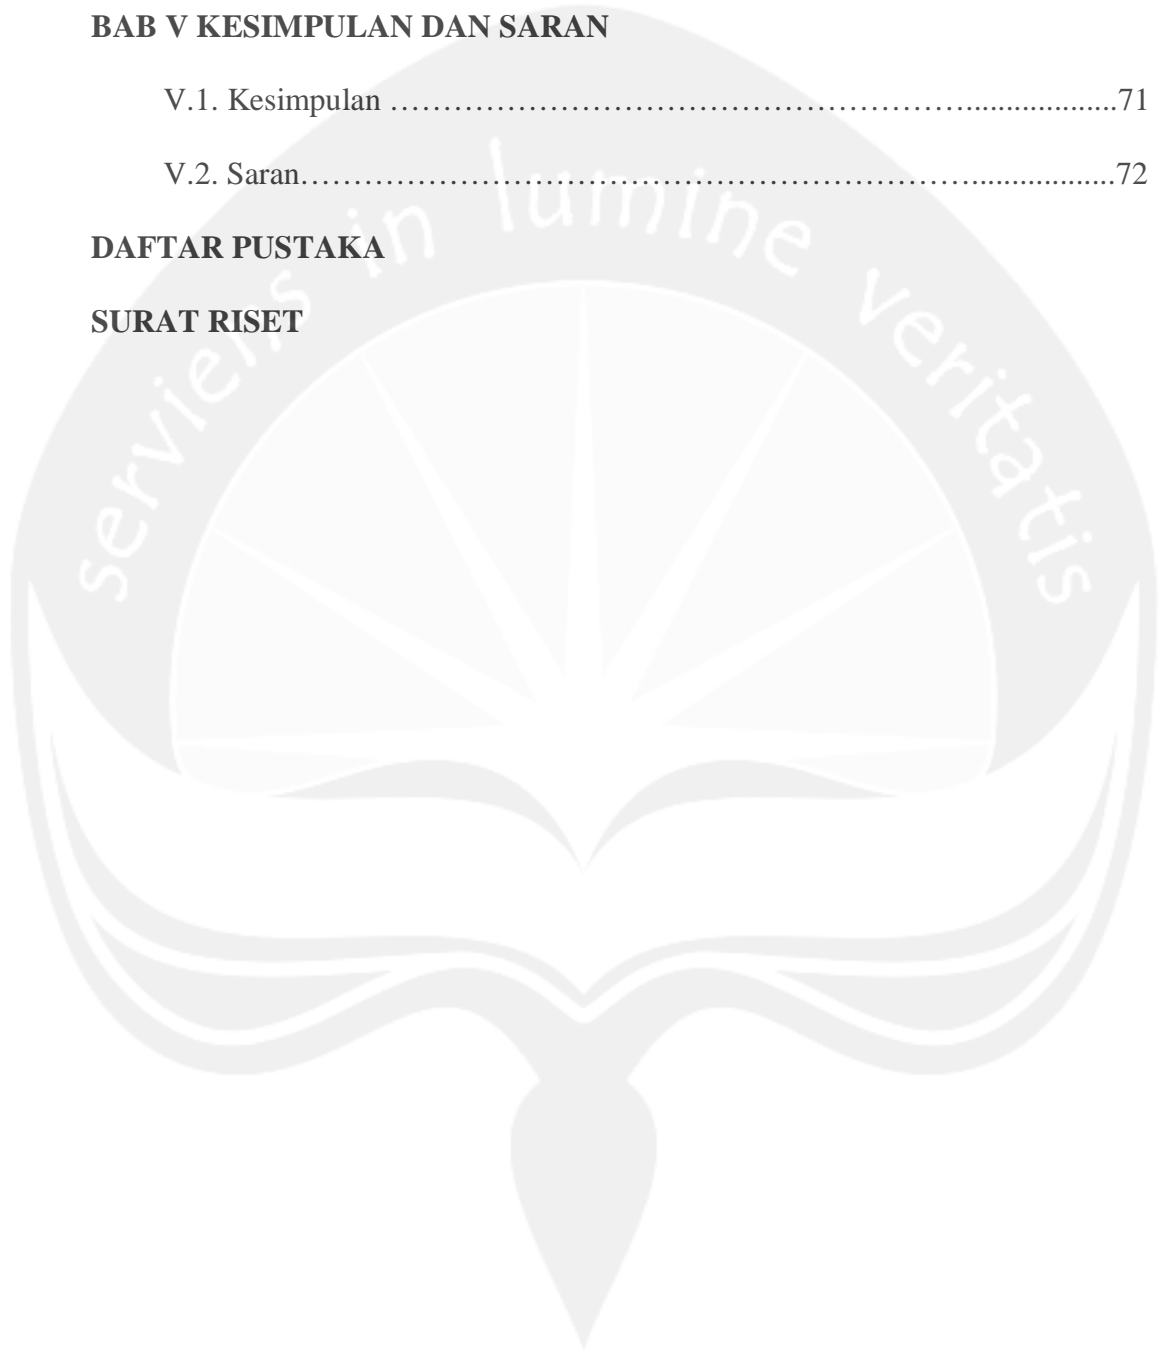 BAB V KESIMPULAN DAN SARAN
V.1. Kesimpulan ………………………………………………...................71
V.2. Saran………………………………………………………..................72
DAFTAR PUSTAKA
SURAT RISET
serviens in lumine veritatis